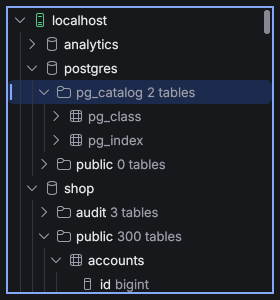 localhost
analytics
postgres
pg_catalog 2 tables
pg_class
pg_index
public 0 tables
shop
audit 3 tables
public 300 tables
accounts
id bigint